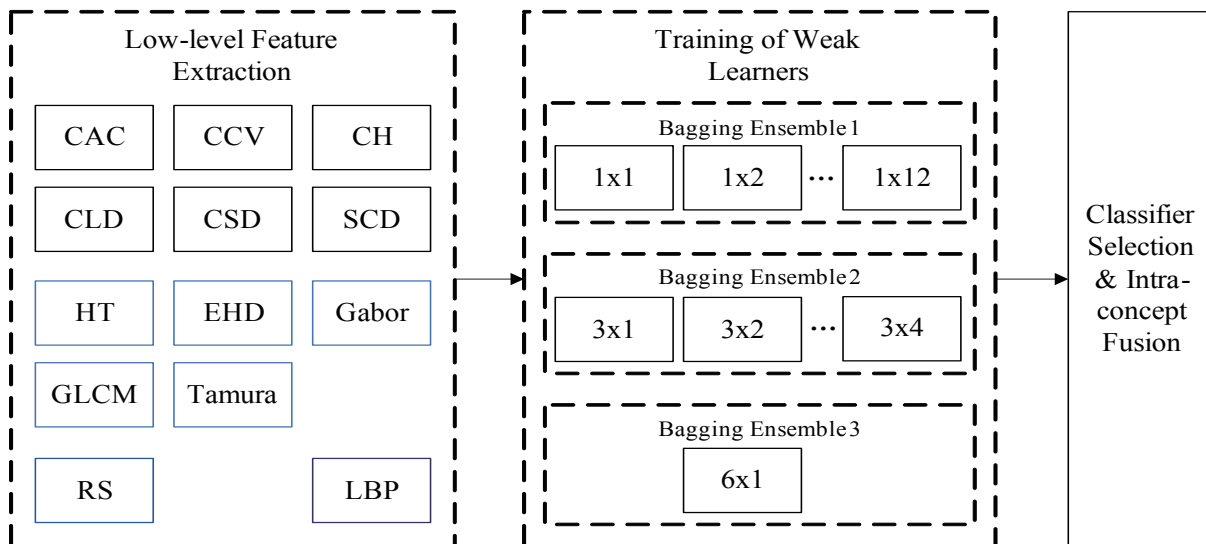 Low-level Feature
Extraction
CAC CCV CH
CLD CSD SCD
HT EHD Gabor
GLCM Tamura
RS LBP
Training of Weak
Learners
Bagging Ensemble 1
1x1 1x2 ... 1x12
Bagging Ensemble 2
3x1 3x2 ... 3x4
Bagging Ensemble 3
6x1
Classifier
Selection
& Intra-
concept
Fusion